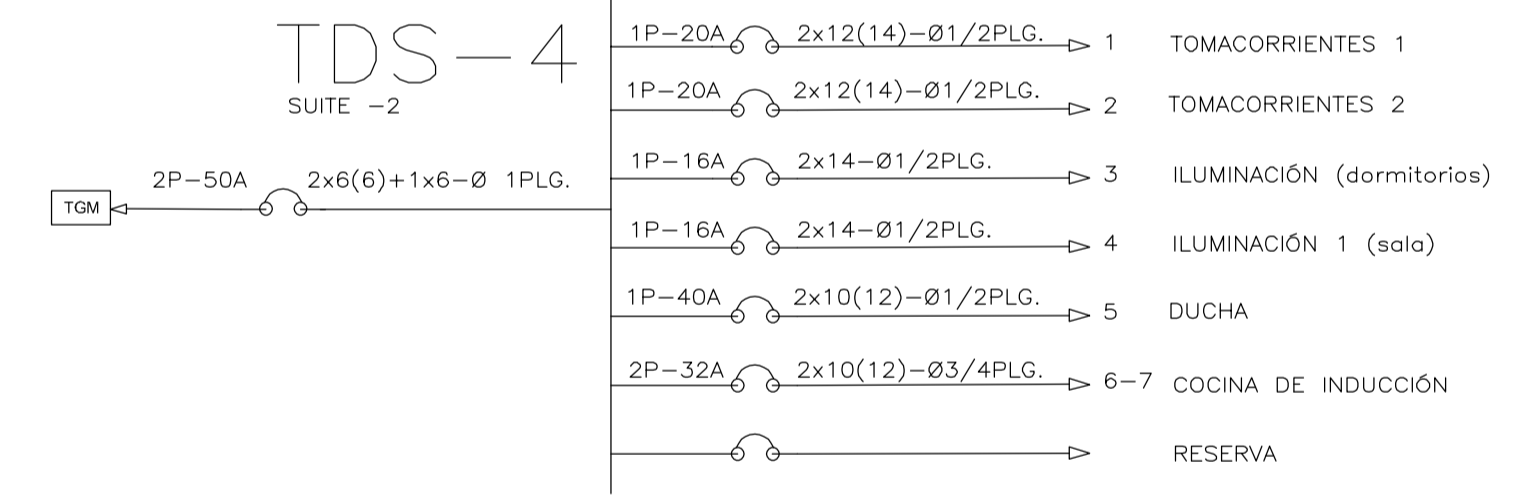 TDS-4
SUITE -2
TGM
2P-50A
2x6(6)+1x6-Ø 1PLG.
1P-20A 2x12(14)-Ø1/2PLG. 1 TOMACORRIENTES 1
1P-20A 2x12(14)-Ø1/2PLG. 2 TOMACORRIENTES 2
1P-16A 2x14-Ø1/2PLG. 3 ILUMINACIÓN (dormitorios)
1P-16A 2x14-Ø1/2PLG. 4 ILUMINACIÓN 1 (sala)
1P-40A 2x10(12)-Ø1/2PLG. 5 DUCHA
2P-32A 2x10(12)-Ø3/4PLG. 6-7 COCINA DE INDUCCIÓN
RESERVA